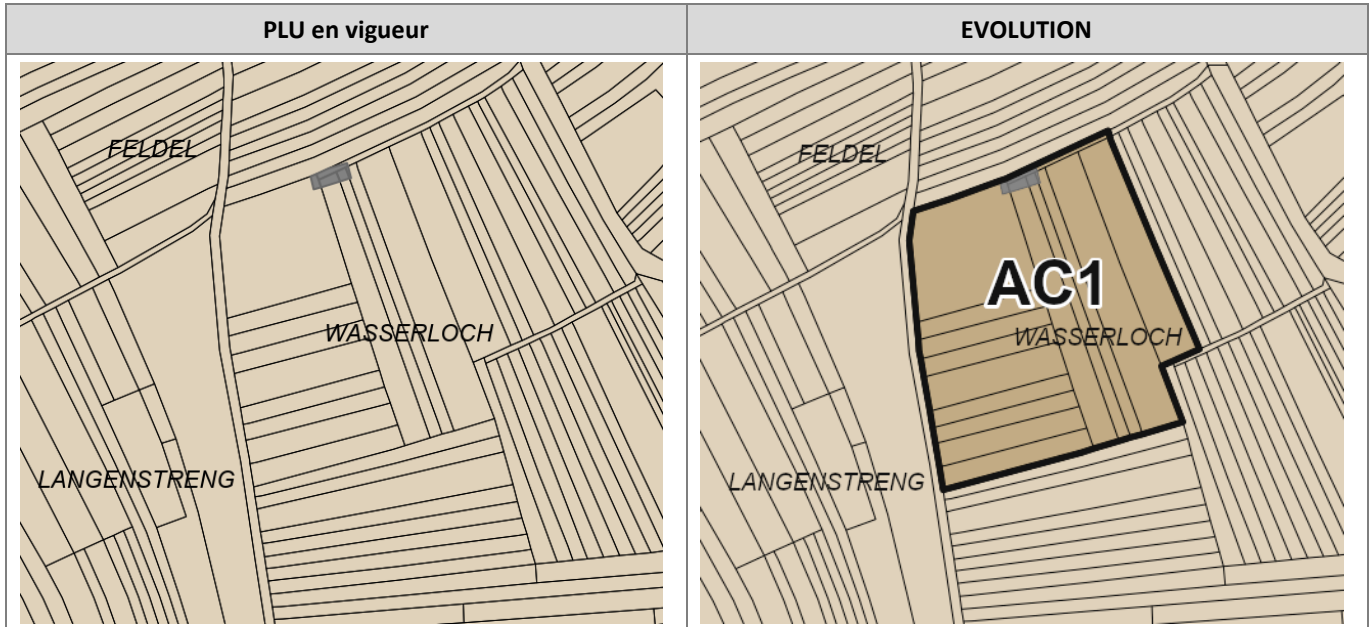 PLU en vigueur
EVOLUTION
FELDEL
WASSERLOCH
LANGENSTRENG
FELDEL
AC1
WASSERLOCH
LANGENSTRENG